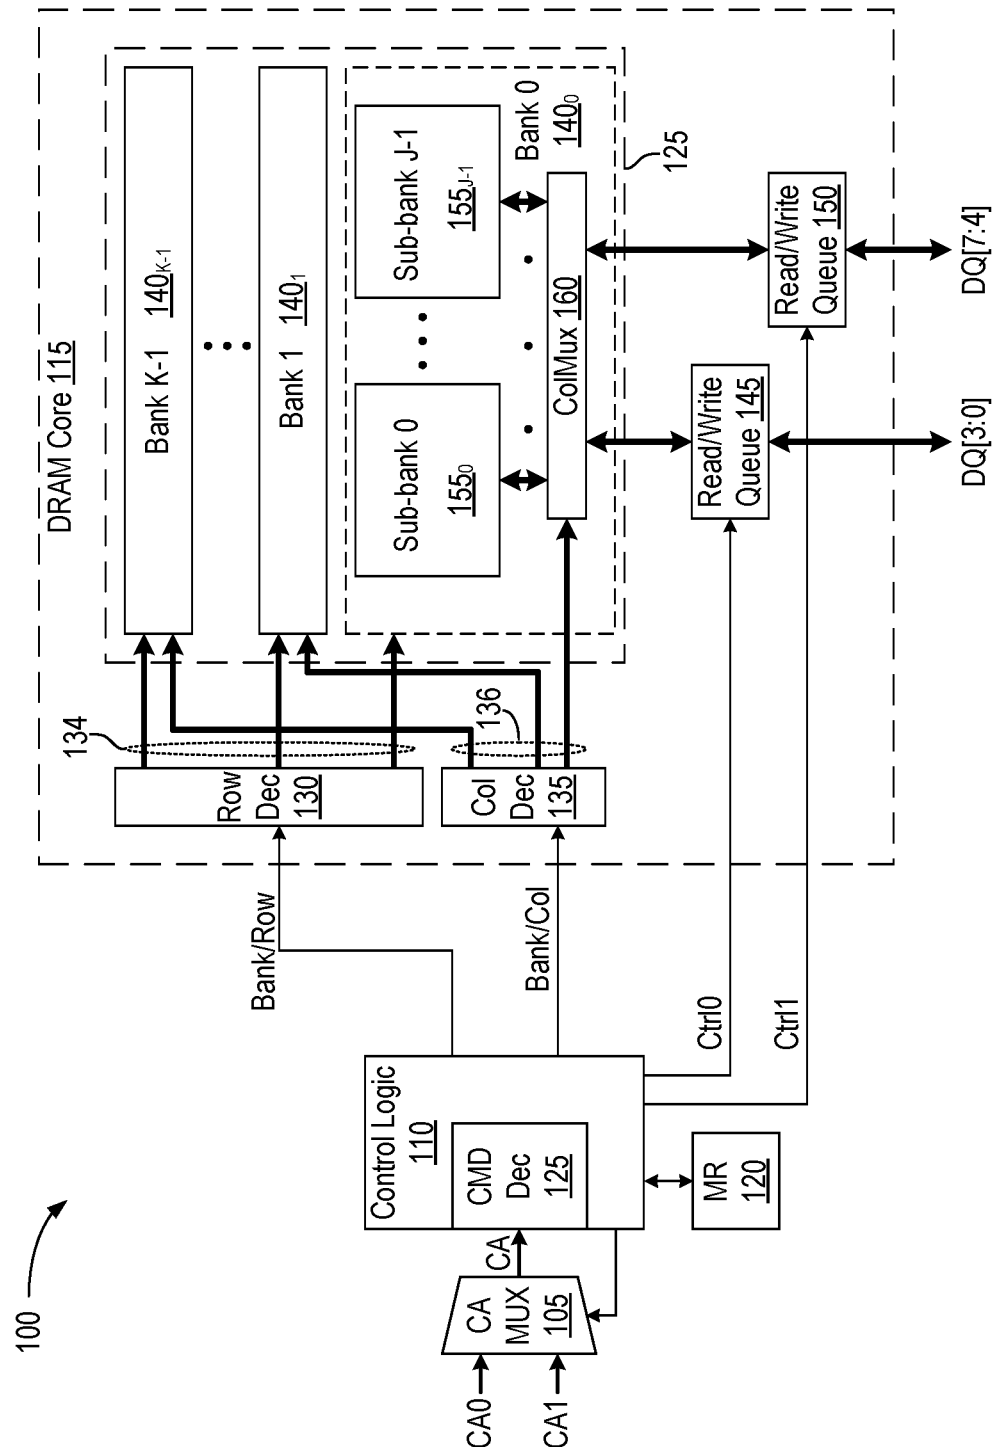 100
CA0
CA1
CA
MUX
105
CA
Control Logic
110
CMD
Dec
125
MR
120
Bank/Row
Bank/Col
Ctrl0
Ctrl1
DRAM Core 115
Row
Dec
130
Col
Dec
135
134
136
Bank K-1 140K-1
Bank 1 1401
Sub-bank 0
1550
Sub-bank J-1
155J-1
Bank 0
1400
ColMux 160
125
Read/Write
Queue 145
Read/Write
Queue 150
DQ[3:0]
DQ[7:4]